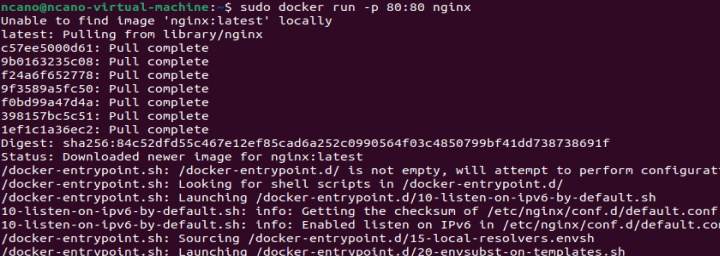 ncano@ncano-virtual-machine:~$ sudo docker run -p 80:80 nginx
Unable to find image 'nginx:latest' locally
latest: Pulling from library/nginx
c57ee5000d61: Pull complete
9b0163235c08: Pull complete
f24a6f652778: Pull complete
9f3589a5fc50: Pull complete
f0bd99a47d4a: Pull complete
398157bc5c51: Pull complete
1ef1c1a36ec2: Pull complete
Digest: sha256:84c52dfd55c467e12ef85cad6a252c0990564f03c4850799bf41dd738738691f
Status: Downloaded newer image for nginx:latest
/docker-entrypoint.sh: /docker-entrypoint.d/ is not empty, will attempt to perform configurat
/docker-entrypoint.sh: Looking for shell scripts in /docker-entrypoint.d/
/docker-entrypoint.sh: Launching /docker-entrypoint.d/10-listen-on-ipv6-by-default.sh
10-listen-on-ipv6-by-default.sh: info: Getting the checksum of /etc/nginx/conf.d/default.conf
10-listen-on-ipv6-by-default.sh: info: Enabled listen on IPv6 in /etc/nginx/conf.d/default.co
/docker-entrypoint.sh: Sourcing /docker-entrypoint.d/15-local-resolvers.envsh
/docker-entrypoint.sh: Launching /docker-entrypoint.d/20-envsubst-on-templates.sh